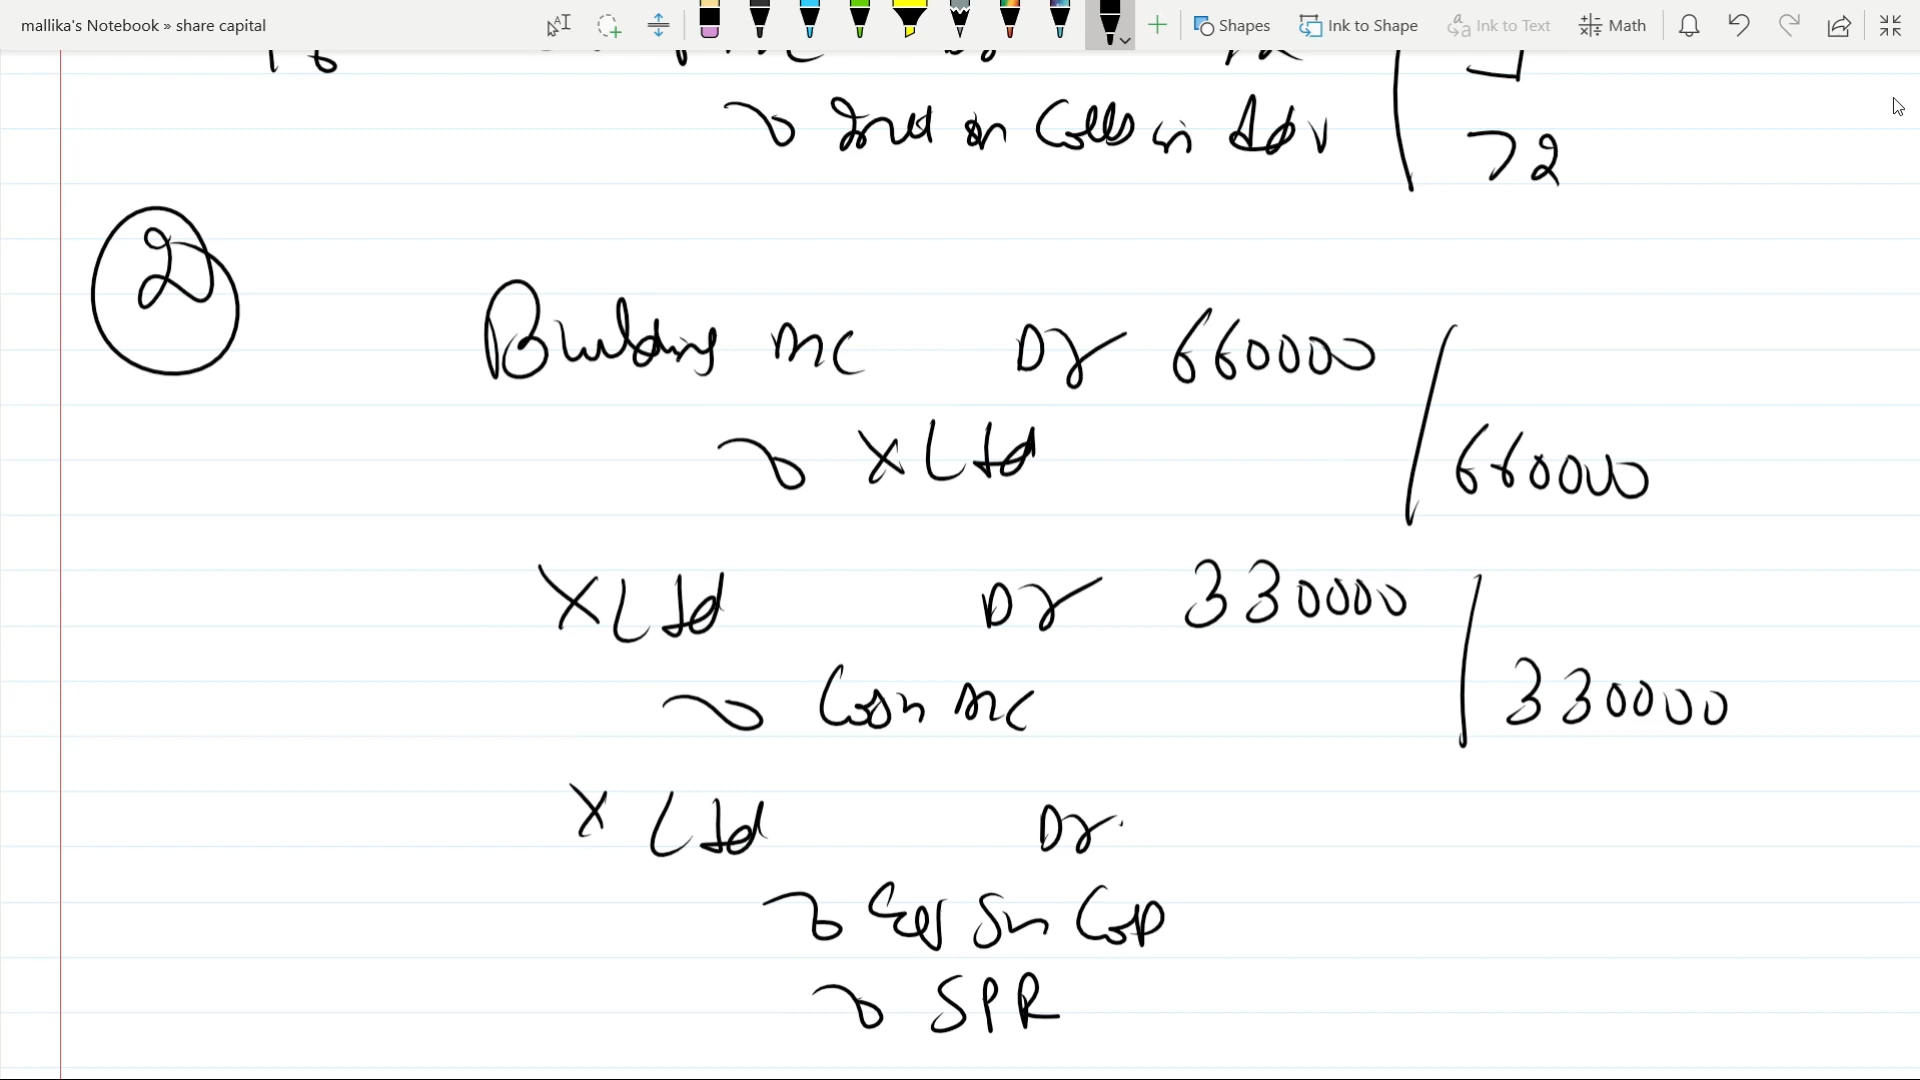 mallika's Notebook » share capital
Shapes Ink to Shape Ink to Text Math
To Int on Calls in Adv 72
2
Building A/C Dr 660000
To X Ltd 660000
X Ltd Dr 330000
To Cash A/C 330000
X Ltd Dr.
To Eq Sh Cap
To SPR